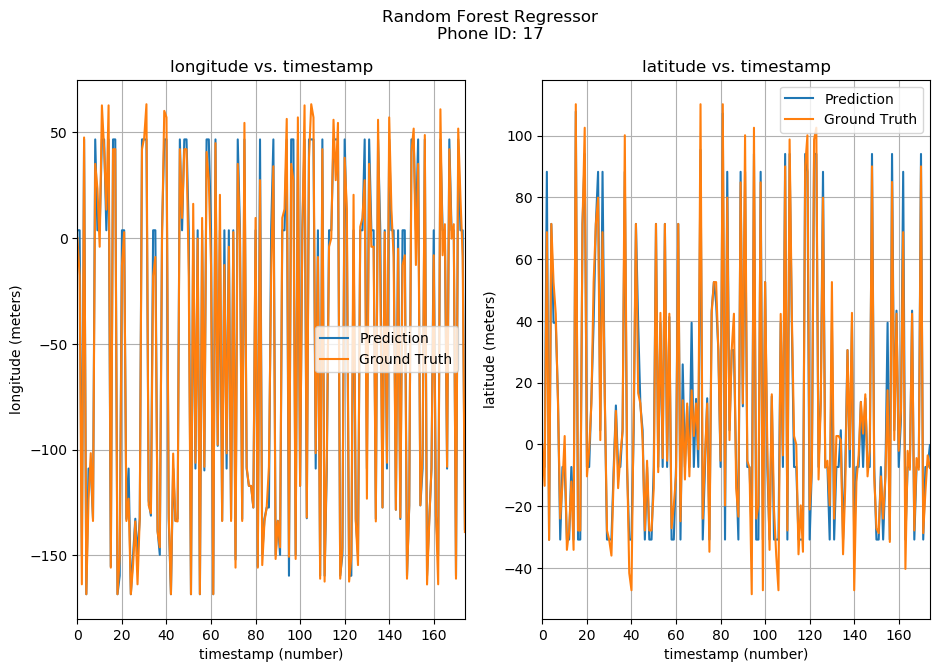 Random Forest Regressor
Phone ID: 17
longitude vs. timestamp
longitude (meters)
50
0
−50
−100
−150
Prediction
Ground Truth
0 20 40 60 80 100 120 140 160
timestamp (number)
latitude vs. timestamp
latitude (meters)
Prediction
Ground Truth
100
80
60
40
20
0
−20
−40
0 20 40 60 80 100 120 140 160
timestamp (number)